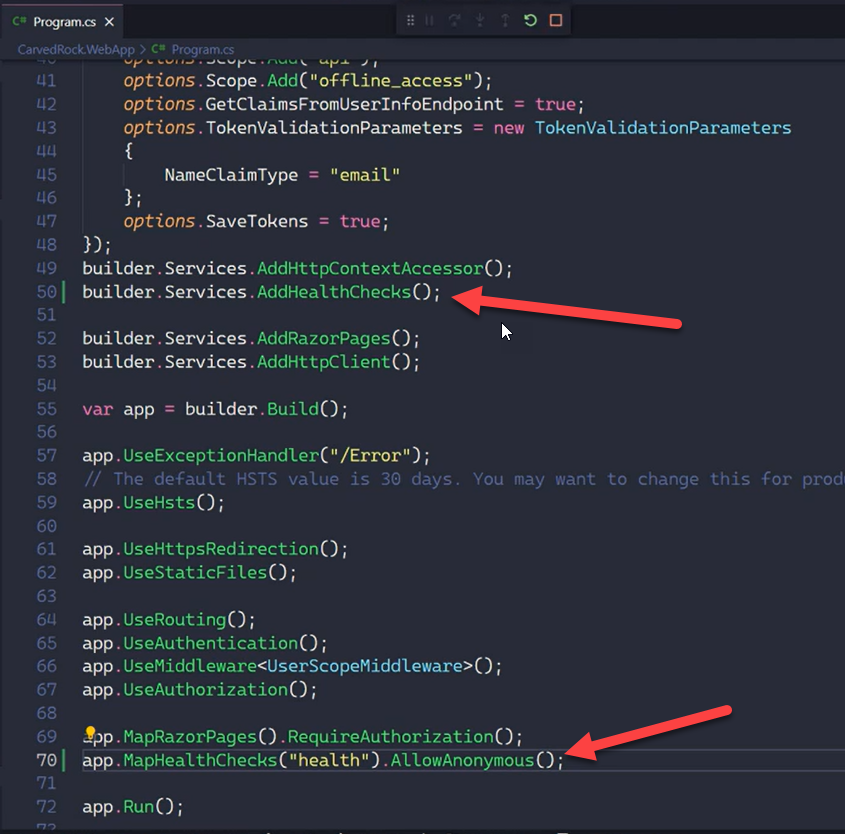 C# Program.cs ×
CarvedRock.WebApp > C# Program.cs
40 options.Scope.Add("api");
41 options.Scope.Add("offline_access");
42 options.GetClaimsFromUserInfoEndpoint = true;
43 options.TokenValidationParameters = new TokenValidationParameters
44 {
45 NameClaimType = "email"
46 };
47 options.SaveTokens = true;
48 });
49 builder.Services.AddHttpContextAccessor();
50 builder.Services.AddHealthChecks();
51
52 builder.Services.AddRazorPages();
53 builder.Services.AddHttpClient();
54
55 var app = builder.Build();
56
57 app.UseExceptionHandler("/Error");
58 // The default HSTS value is 30 days. You may want to change this for prod
59 app.UseHsts();
60
61 app.UseHttpsRedirection();
62 app.UseStaticFiles();
63
64 app.UseRouting();
65 app.UseAuthentication();
66 app.UseMiddleware<UserScopeMiddleware>();
67 app.UseAuthorization();
68
69 app.MapRazorPages().RequireAuthorization();
70 app.MapHealthChecks("health").AllowAnonymous();
71
72 app.Run();
73